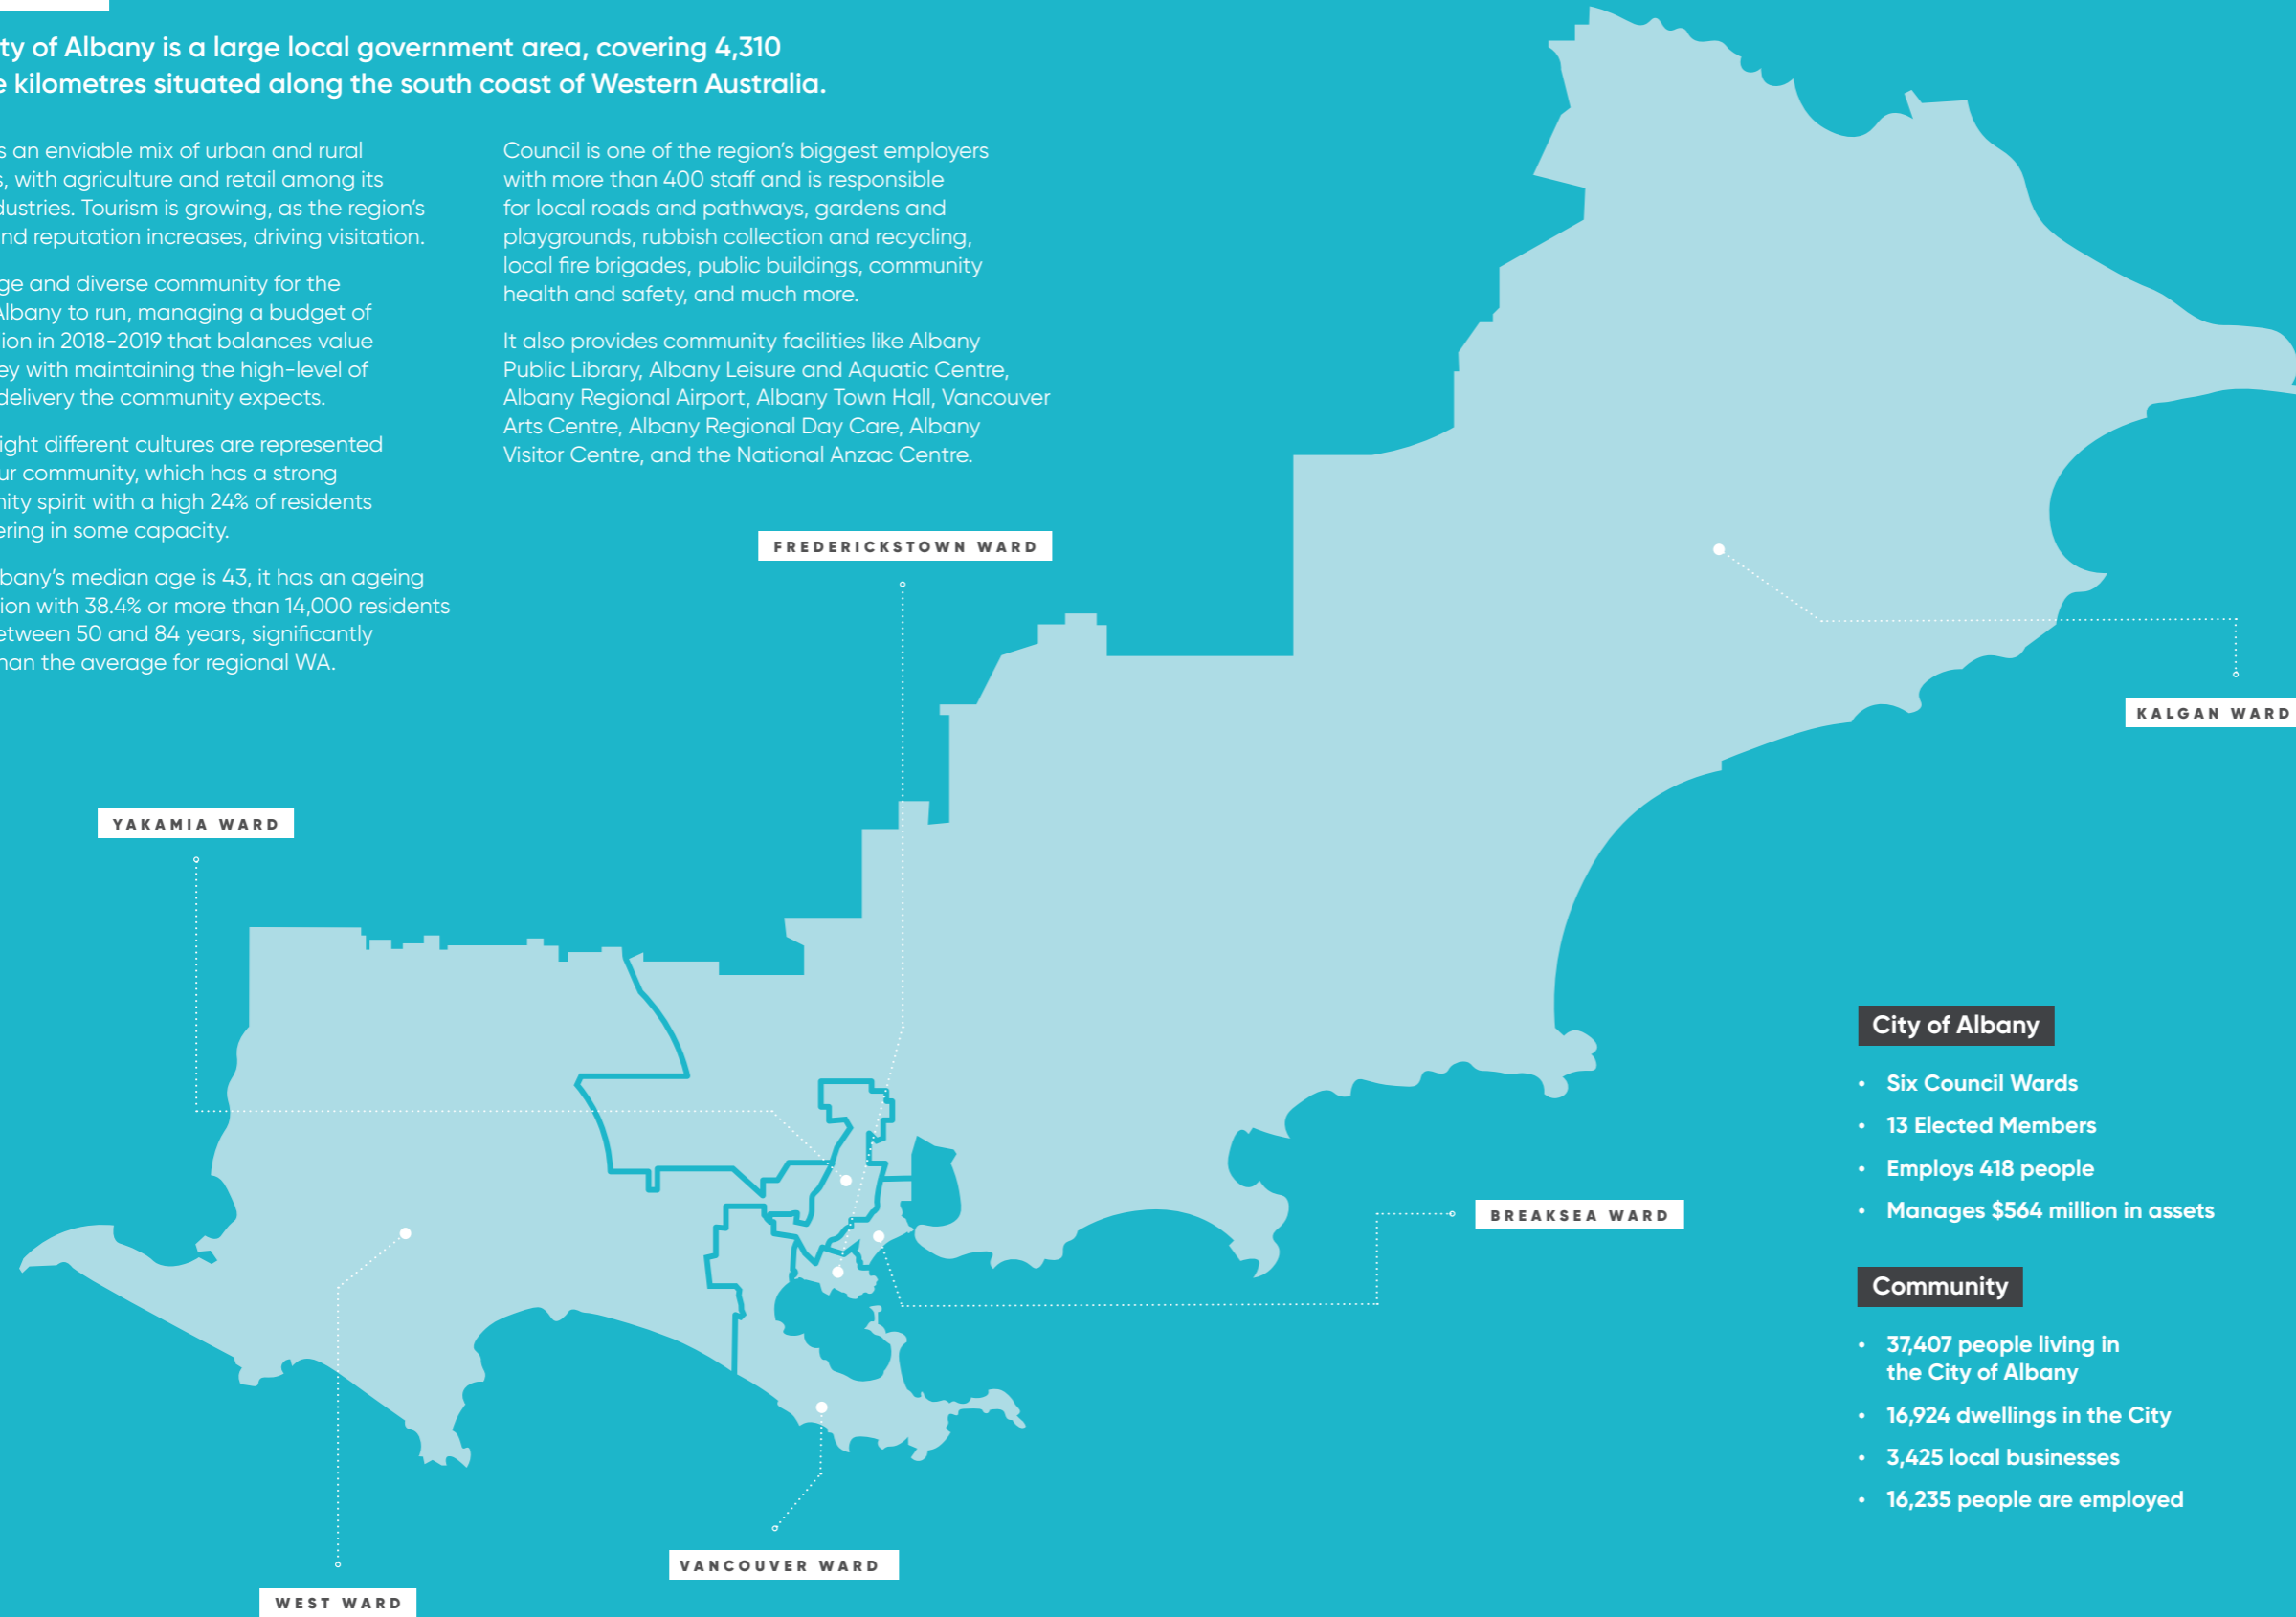 ty of Albany is a large local government area, covering 4,310
e kilometres situated along the south coast of Western Australia.
s an enviable mix of urban and rural
s, with agriculture and retail among its
dustries. Tourism is growing, as the region's
nd reputation increases, driving visitation.
ge and diverse community for the
Albany to run, managing a budget of
ion in 2018-2019 that balances value
ey with maintaining the high-level of
delivery the community expects.
ight different cultures are represented
ur community, which has a strong
nity spirit with a high 24% of residents
ering in some capacity.
bany's median age is 43, it has an ageing
ion with 38.4% or more than 14,000 residents
etween 50 and 84 years, significantly
han the average for regional WA.
Council is one of the region's biggest employers
with more than 400 staff and is responsible
for local roads and pathways, gardens and
playgrounds, rubbish collection and recycling,
local fire brigades, public buildings, community
health and safety, and much more.
It also provides community facilities like Albany
Public Library, Albany Leisure and Aquatic Centre,
Albany Regional Airport, Albany Town Hall, Vancouver
Arts Centre, Albany Regional Day Care, Albany
Visitor Centre, and the National Anzac Centre.
FREDERICKSTOWN WARD
KALGAN WARD
YAKAMIA WARD
BREAKSEA WARD
VANCOUVER WARD
WEST WARD
City of Albany
• Six Council Wards
• 13 Elected Members
• Employs 418 people
• Manages $564 million in assets
Community
• 37,407 people living in
the City of Albany
• 16,924 dwellings in the City
• 3,425 local businesses
• 16,235 people are employed